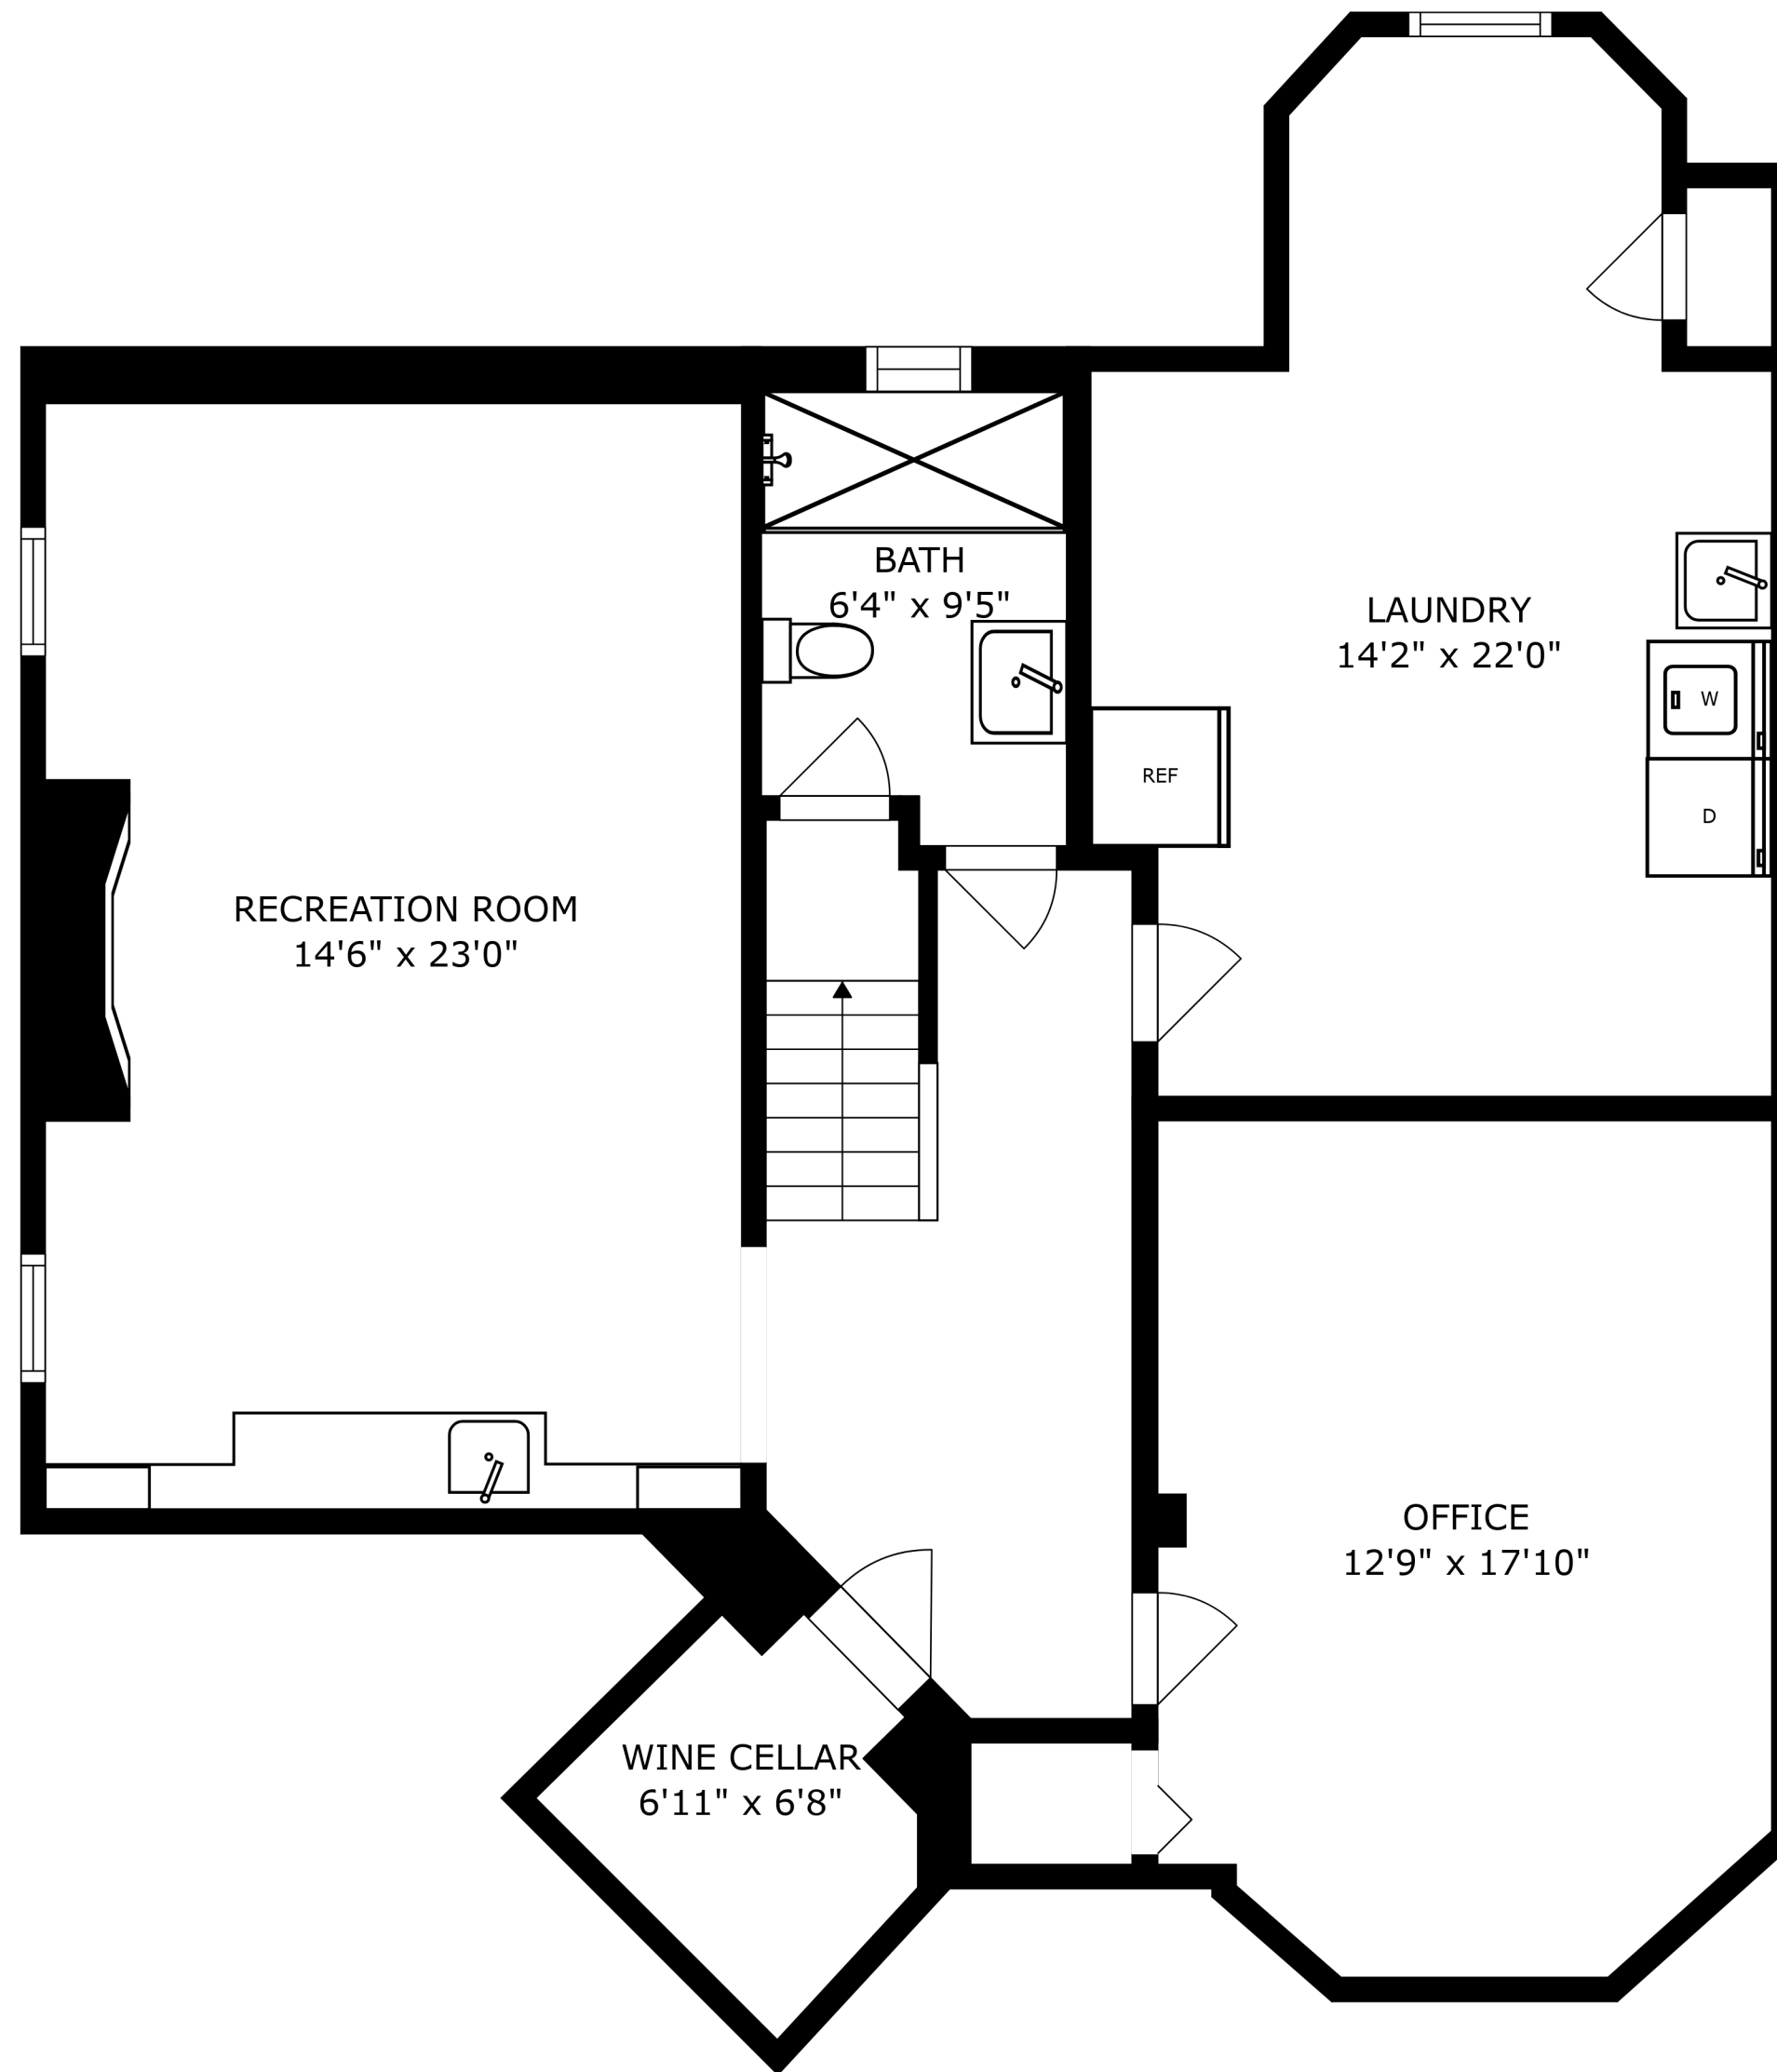 BATH
6'4" x 9'5"
LAUNDRY
14'2" x 22'0"
W
REF
D
RECREATION ROOM
14'6" x 23'0"
OFFICE
12'9" x 17'10"
WINE CELLAR
6'11" x 6'8"